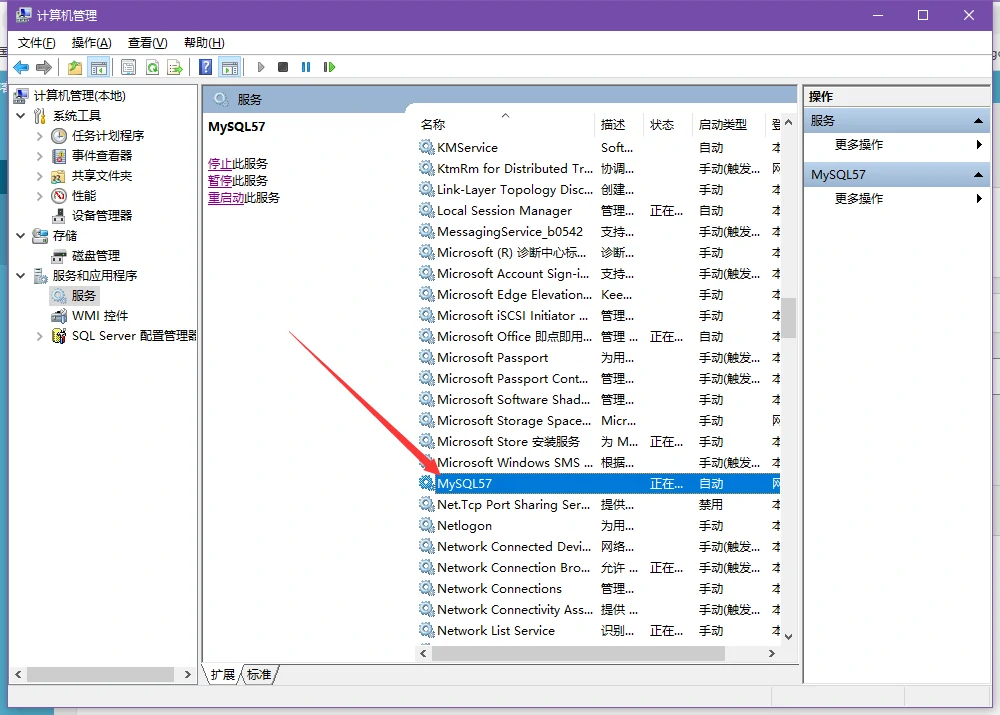 计算机管理
文件(F) 操作(A) 查看(V) 帮助(H)
计算机管理(本地)
系统工具
任务计划程序
事件查看器
共享文件夹
性能
设备管理器
存储
磁盘管理
服务和应用程序
服务
WMI 控件
SQL Server 配置管理器
服务
MySQL57
停止此服务
暂停此服务
重启动此服务
名称 描述 状态 启动类型 登
KMService Soft... 自动 本
KtmRm for Distributed Tr... 协调... 手动(触发... 网
Link-Layer Topology Disc... 创建... 手动 本
Local Session Manager 管理... 正在... 自动 本
MessagingService_b0542 支持... 手动(触发... 本
Microsoft (R) 诊断中心标... 诊断... 手动 本
Microsoft Account Sign-i... 支持... 手动(触发... 本
Microsoft Edge Elevation... Kee... 手动 本
Microsoft iSCSI Initiator ... 管理... 手动 本
Microsoft Office 即点即用... 管理 ... 正在... 自动 本
Microsoft Passport 为用... 手动(触发... 本
Microsoft Passport Cont... 管理... 手动(触发... 本
Microsoft Software Shad... 管理... 手动 本
Microsoft Storage Space... Micr... 手动 网
Microsoft Store 安装服务 为 M... 正在... 手动 本
Microsoft Windows SMS ... 根据... 手动(触发... 本
MySQL57 正在... 自动 网
Net.Tcp Port Sharing Ser... 提供... 禁用 本
Netlogon 为用... 手动 本
Network Connected Devi... 网络... 手动(触发... 本
Network Connection Bro... 允许 ... 正在... 手动(触发... 本
Network Connections 管理... 手动 本
Network Connectivity Ass... 提供 ... 手动(触发... 本
Network List Service 识别... 正在... 手动 本
扩展 标准
操作
服务
更多操作
MySQL57
更多操作